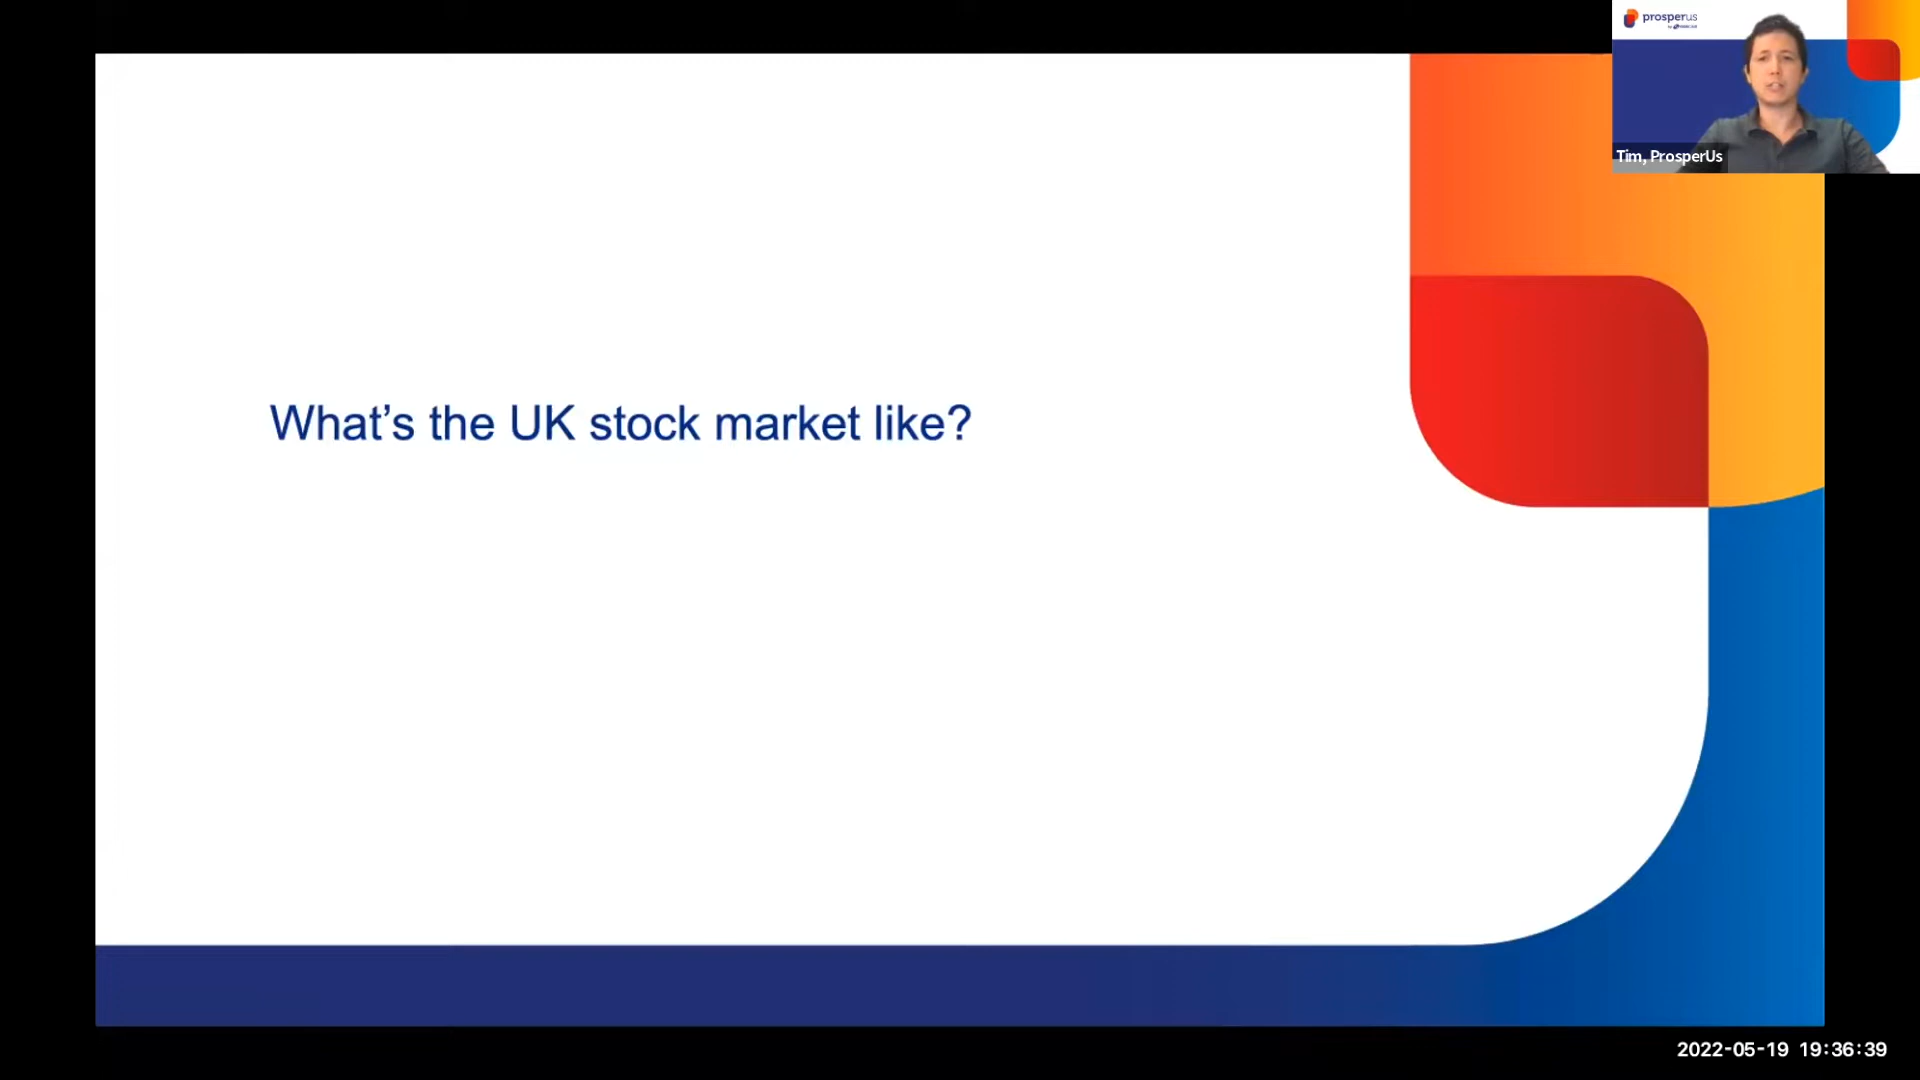 prosperus
Tim, ProsperUs
What's the UK stock market like?
2022-05-19 19:36:39